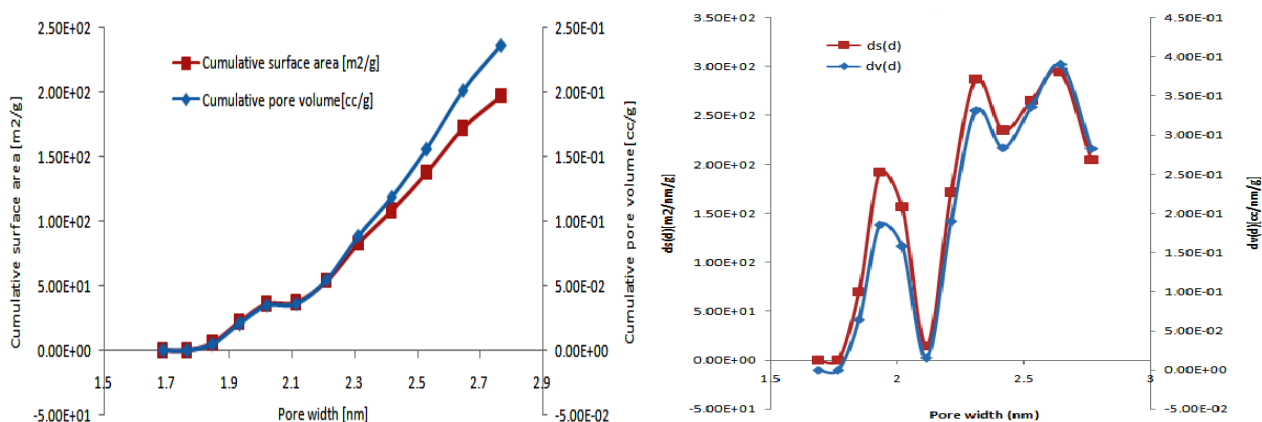 Cumulative surface area [m2/g]
2.50E+02
2.00E+02
1.50E+02
1.00E+02
5.00E+01
0.00E+00
-5.00E+01
Cumulative surface area [m2/g]
Cumulative pore volume[cc/g]
1.5
1.7
1.9
2.1
2.3
2.5
2.7
2.9
Pore width [nm]
2.50E-01
2.00E-01
1.50E-01
1.00E-01
5.00E-02
0.00E+00
-5.00E-02
Cumulative pore volume[cc/g]
ds(d)[m2/nm/g]
3.50E+02
3.00E+02
2.50E+02
2.00E+02
1.50E+02
1.00E+02
5.00E+01
0.00E+00
-5.00E+01
ds(d)
dv(d)
1.5
2
2.5
3
Pore width (nm)
4.50E-01
4.00E-01
3.50E-01
3.00E-01
2.50E-01
2.00E-01
1.50E-01
1.00E-01
5.00E-02
0.00E+00
-5.00E-02
dv(d)[cc/nm/g]